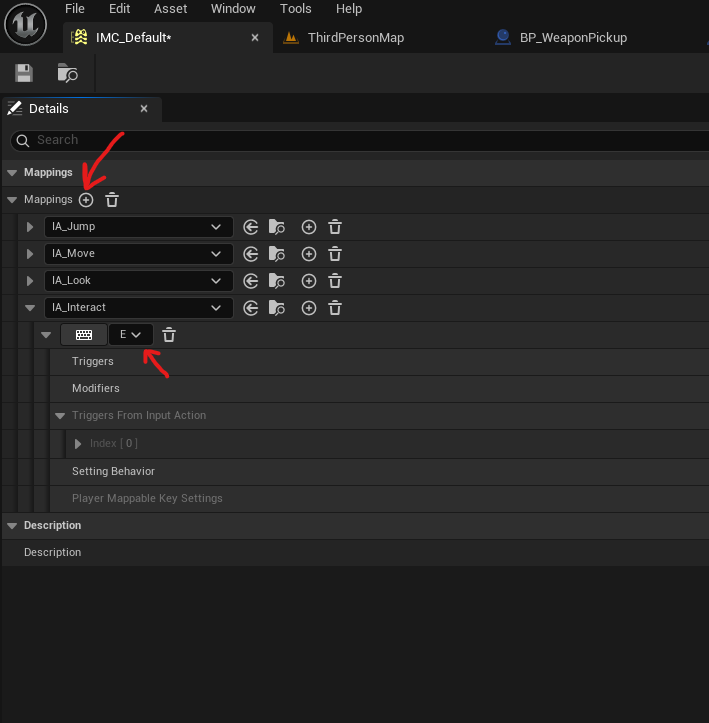 File Edit Asset Window Tools Help
IMC_Default* ThirdPersonMap BP_WeaponPickup
Details
Search
Mappings
Mappings
IA_Jump
IA_Move
IA_Look
IA_Interact
E
Triggers
Modifiers
Triggers From Input Action
Index [ 0 ]
Setting Behavior
Player Mappable Key Settings
Description
Description